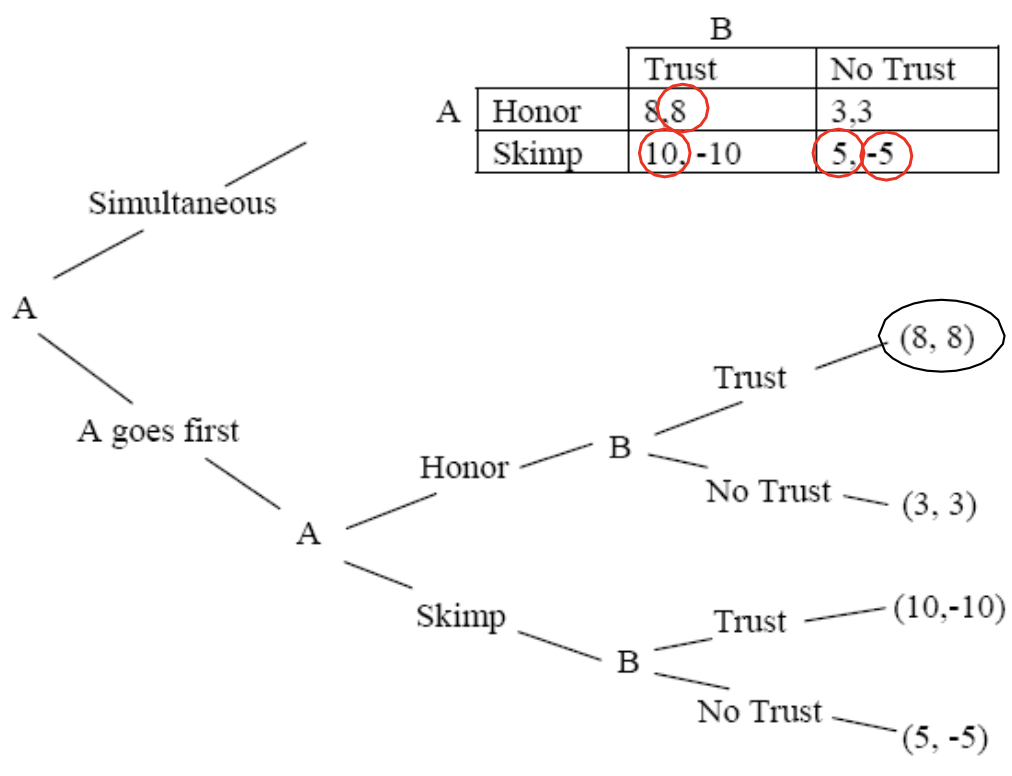 B
Trust No Trust
A Honor 8,8 3,3
Skimp 10, -10 5, -5
Simultaneous
A
(8, 8)
Trust
A goes first
Honor B
No Trust (3, 3)
A
Skimp Trust (10,-10)
B
No Trust (5, -5)